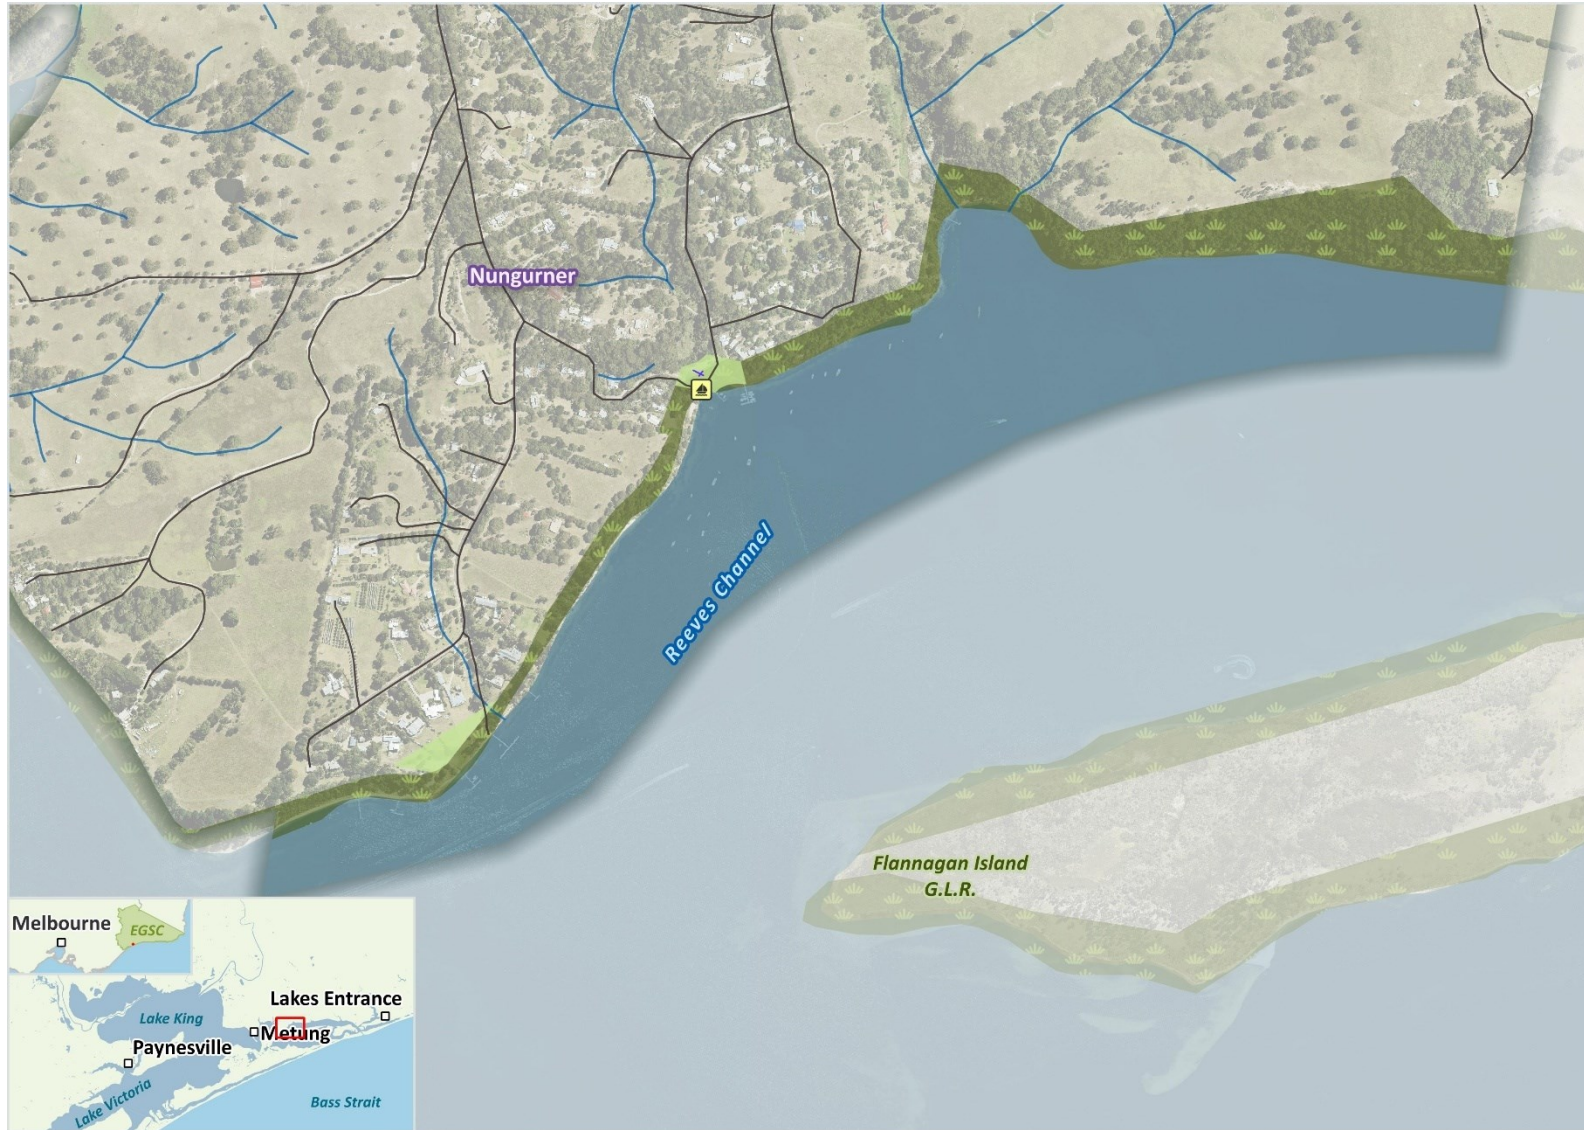 Nungurner
Reeves Channel
Flannagan Island
G.L.R.
Melbourne
EGSC
Lakes Entrance
Lake King
Metung
Paynesville
Lake Victoria
Bass Strait